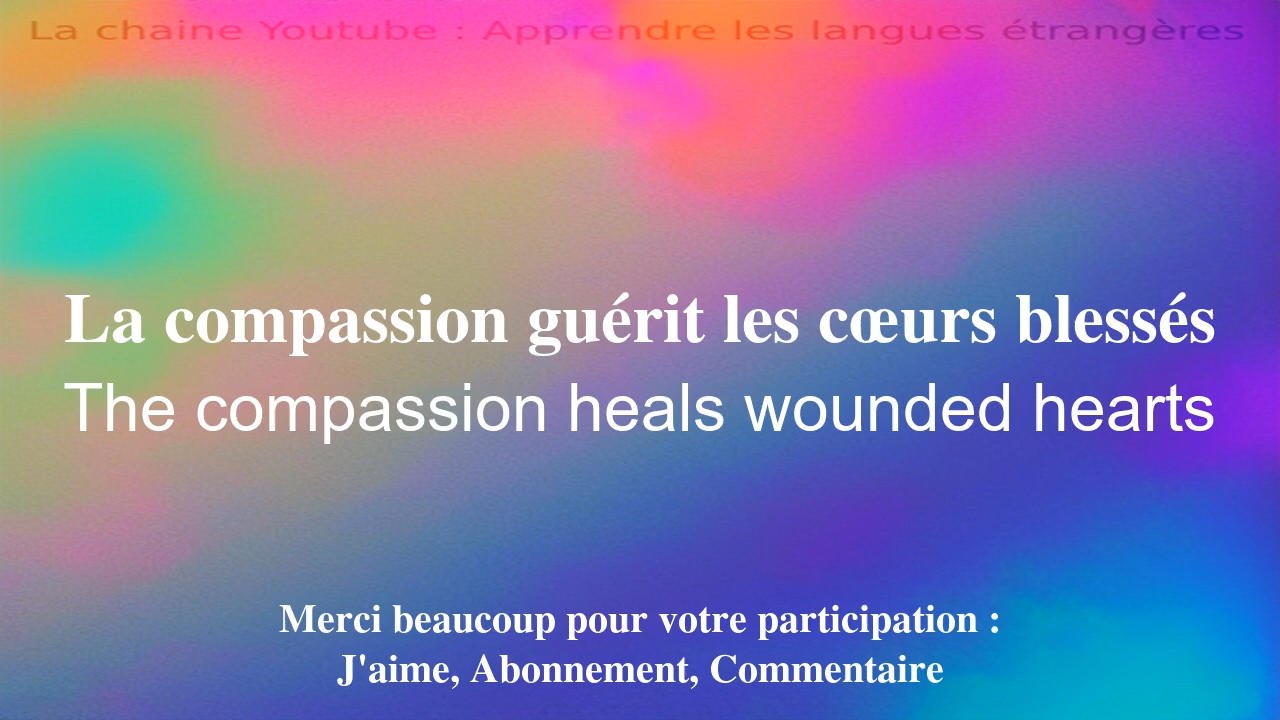 La chaine Youtube : Apprendre les langues étrangères
La compassion guérit les cœurs blessés
The compassion heals wounded hearts
Merci beaucoup pour votre participation :
J'aime, Abonnement, Commentaire